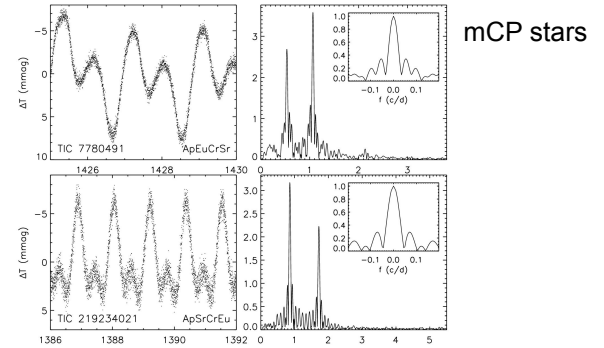 mCP stars
ΔT (mmag)
−5
0
5
10
TIC 7780491 ApEuCrSr
1426 1428 1430
3
2
1
0
0 1 2 3
1.0
0.8
0.6
0.4
0.2
0.0
−0.1 0.0 0.1
f (c/d)
ΔT (mmag)
−5
0
5
TIC 219234021 ApSrCrEu
1386 1388 1390 1392
3.0
2.5
2.0
1.5
1.0
0.5
0.0
0 1 2 3 4 5
1.0
0.8
0.6
0.4
0.2
0.0
−0.1 0.0 0.1
f (c/d)